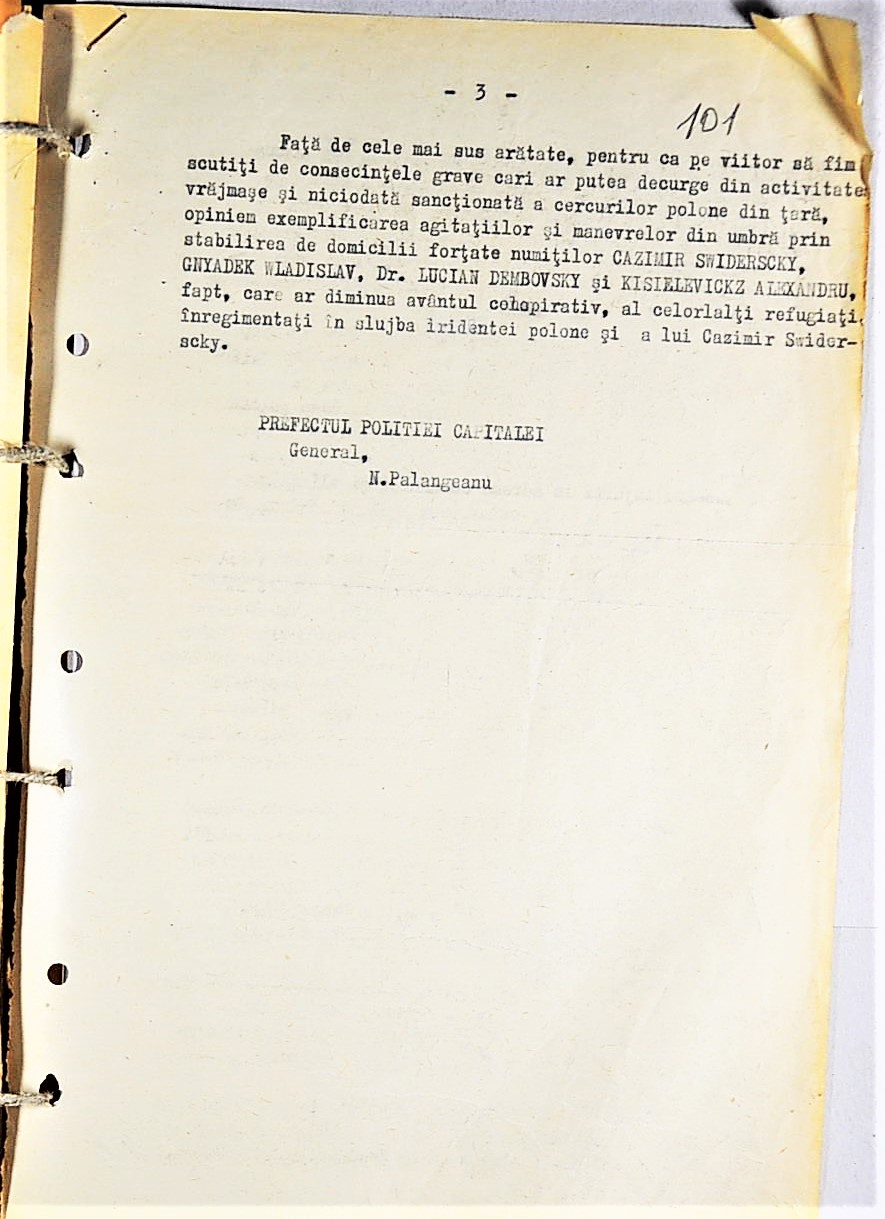 - 3 -
101
Faţă de cele mai sus arătate, pentru ca pe viitor să fim
scutiţi de consecinţele grave cari ar putea decurge din activitate
vrăjmaşe şi niciodată sancţionată a cercurilor polone din ţară,
opiniem exemplificarea agitaţiilor şi manevrelor din umbră prin
stabilirea de domicilii forţate numiţilor CAZIMIR SWIDERSCKY,
GNYADEK WLADISLAV, Dr. LUCIAN DEMBOVSKY şi KISIELEVICKZ ALEXANDRU,
fapt, care ar diminua avântul cohopirativ, al celorlalţi refugiaţi,
înregimentaţi în slujba iridentei polone şi a lui Cazimir Swider-
scky.
PREFECTUL POLITIEI CAPITALEI
General,
N.Palangeanu